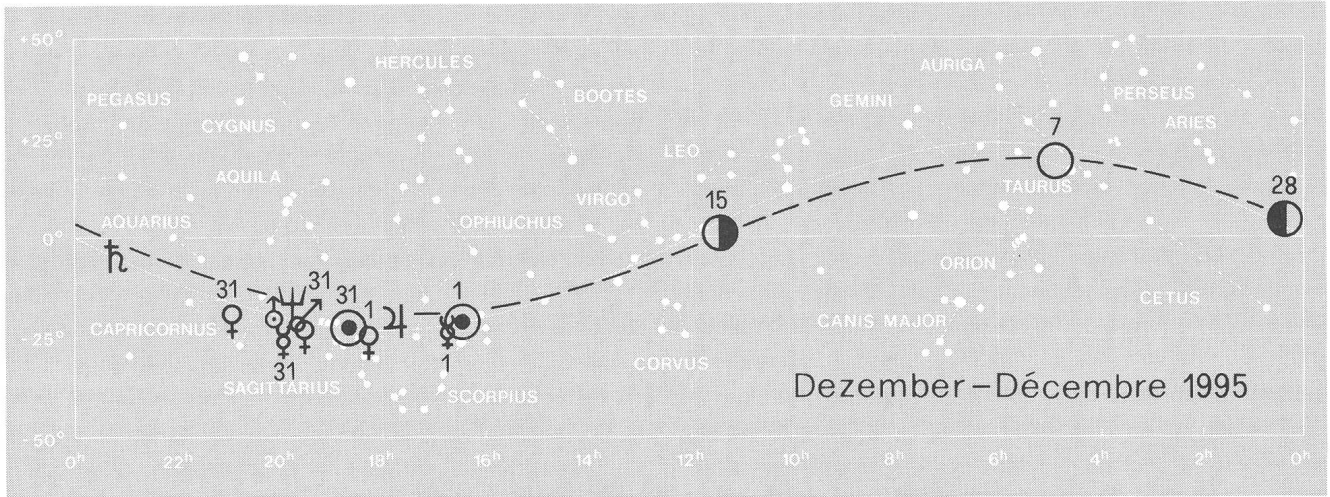 +50°
HERCULES
AURIGA
PEGASUS
BOOTES
GEMINI
PERSEUS
CYGNUS
7
ARIES
+25°
LEO
AQUILA
TAURUS
28
VIRGO
15
AQUARIUS
OPHIUCHUS
0°
ORION
31
1
31
31
1
1
CETUS
CAPRICORNUS
CANIS MAJOR
-25°
31
1
CORVUS
SAGITTARIUS
SCORPIUS
Dezember–Décembre 1995
-50°
0h 22h 20h 18h 16h 14h 12h 10h 8h 6h 4h 2h 0h